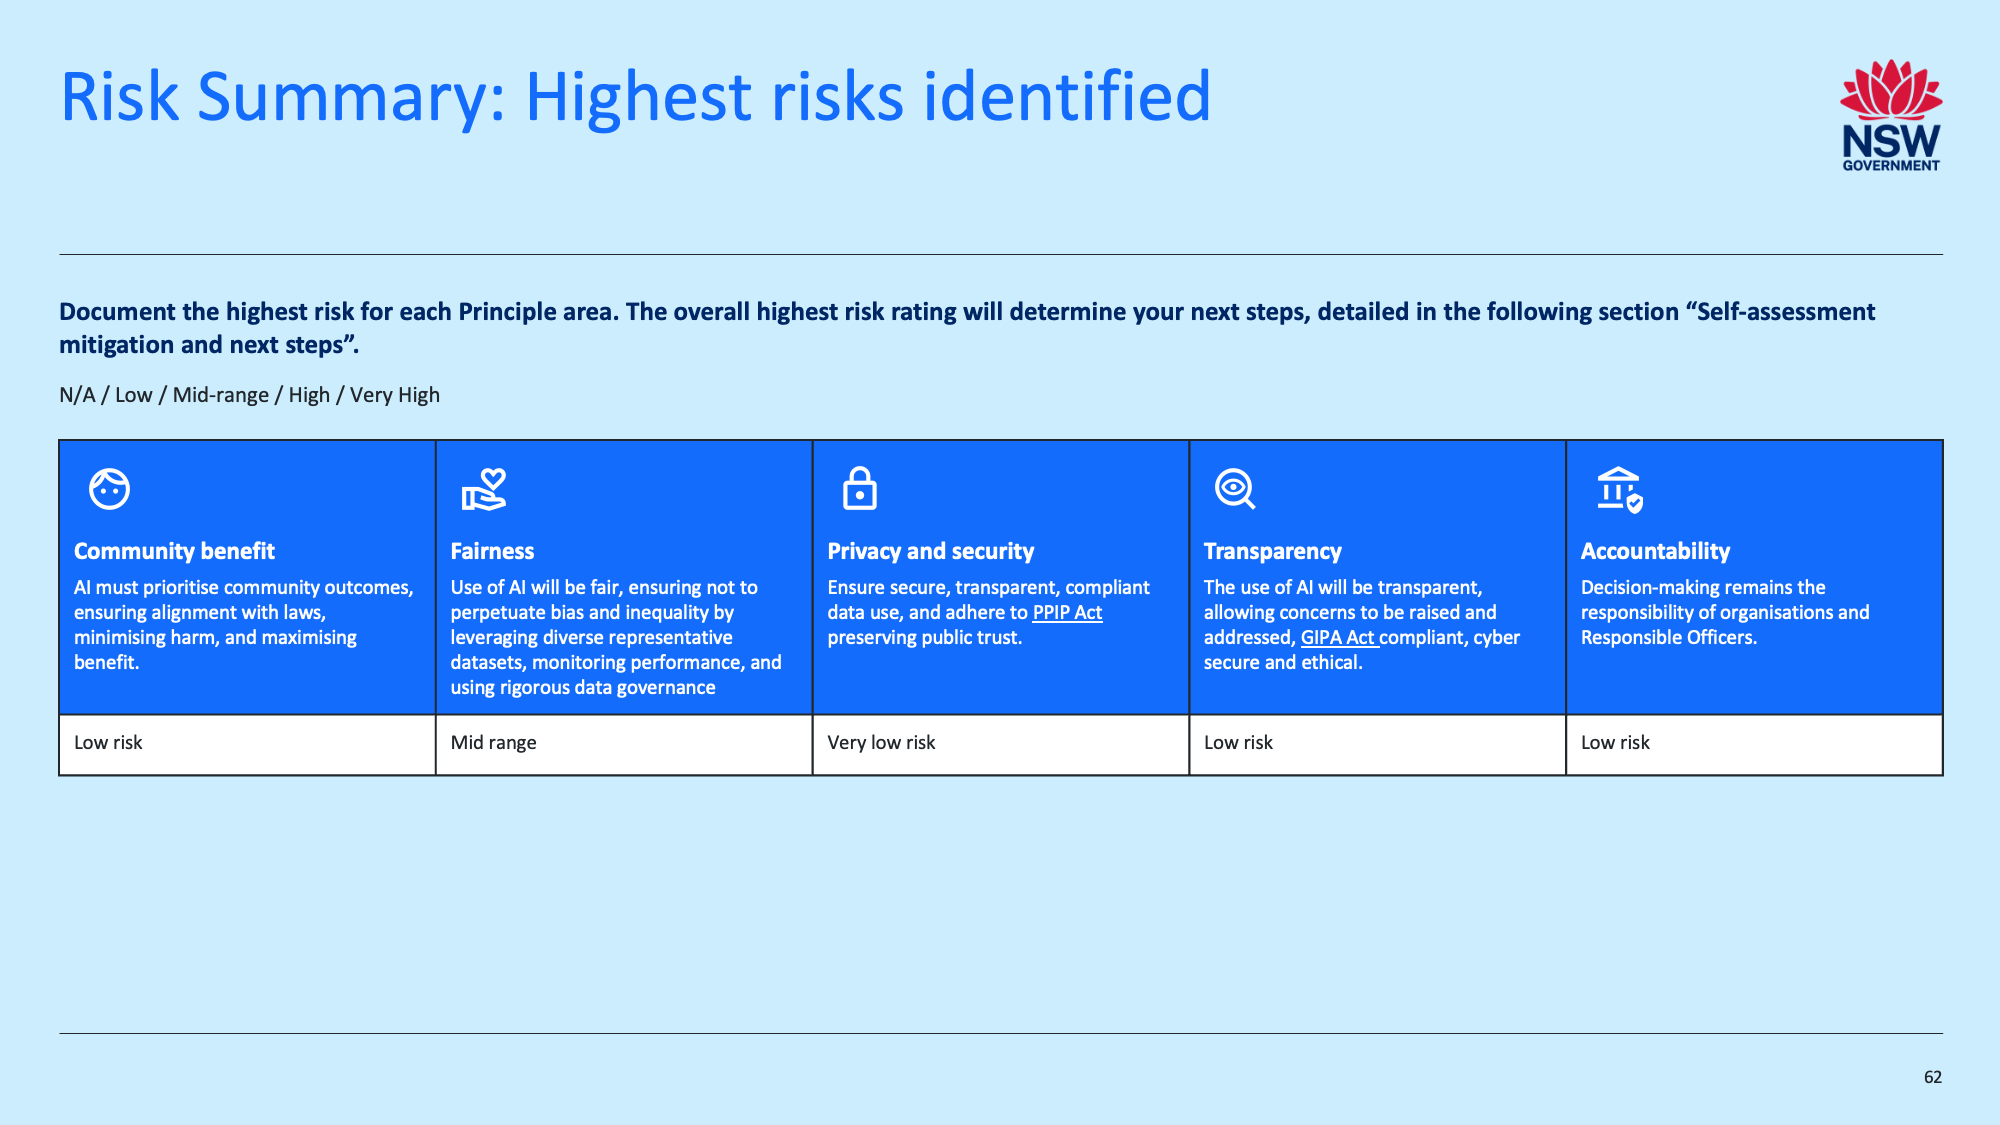 Risk Summary: Highest risks identified
NSW
GOVERNMENT
Document the highest risk for each Principle area. The overall highest risk rating will determine your next steps, detailed in the following section “Self-assessment
mitigation and next steps”.
N/A / Low / Mid-range / High / Very High
Community benefit
AI must prioritise community outcomes,
ensuring alignment with laws,
minimising harm, and maximising
benefit.
Low risk
Fairness
Use of AI will be fair, ensuring not to
perpetuate bias and inequality by
leveraging diverse representative
datasets, monitoring performance, and
using rigorous data governance
Mid range
Privacy and security
Ensure secure, transparent, compliant
data use, and adhere to PPIP Act
preserving public trust.
Very low risk
Transparency
The use of AI will be transparent,
allowing concerns to be raised and
addressed, GIPA Act compliant, cyber
secure and ethical.
Low risk
Accountability
Decision-making remains the
responsibility of organisations and
Responsible Officers.
Low risk
62